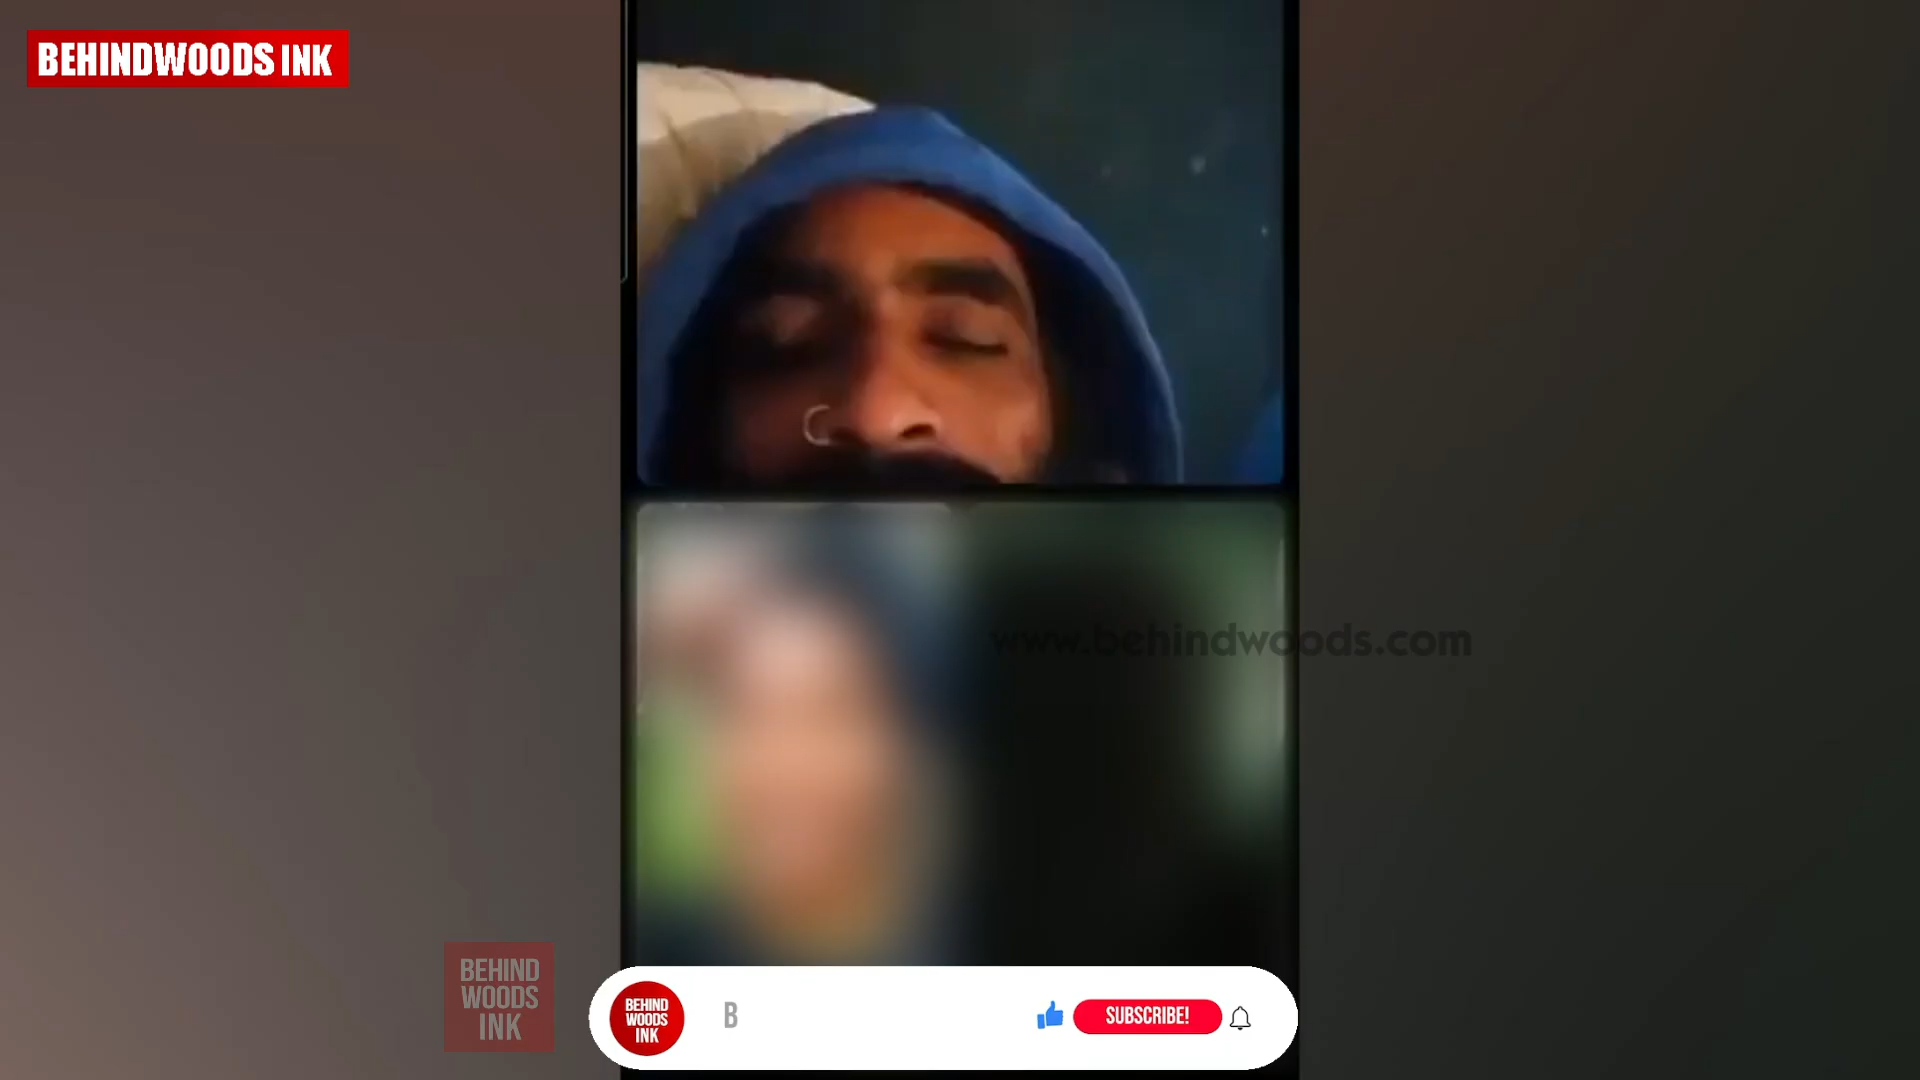 BEHINDWOODS INK
www.behindwoods.com
BEHIND
WOODS
INK
BEHIND
WOODS
INK
B
SUBSCRIBE!